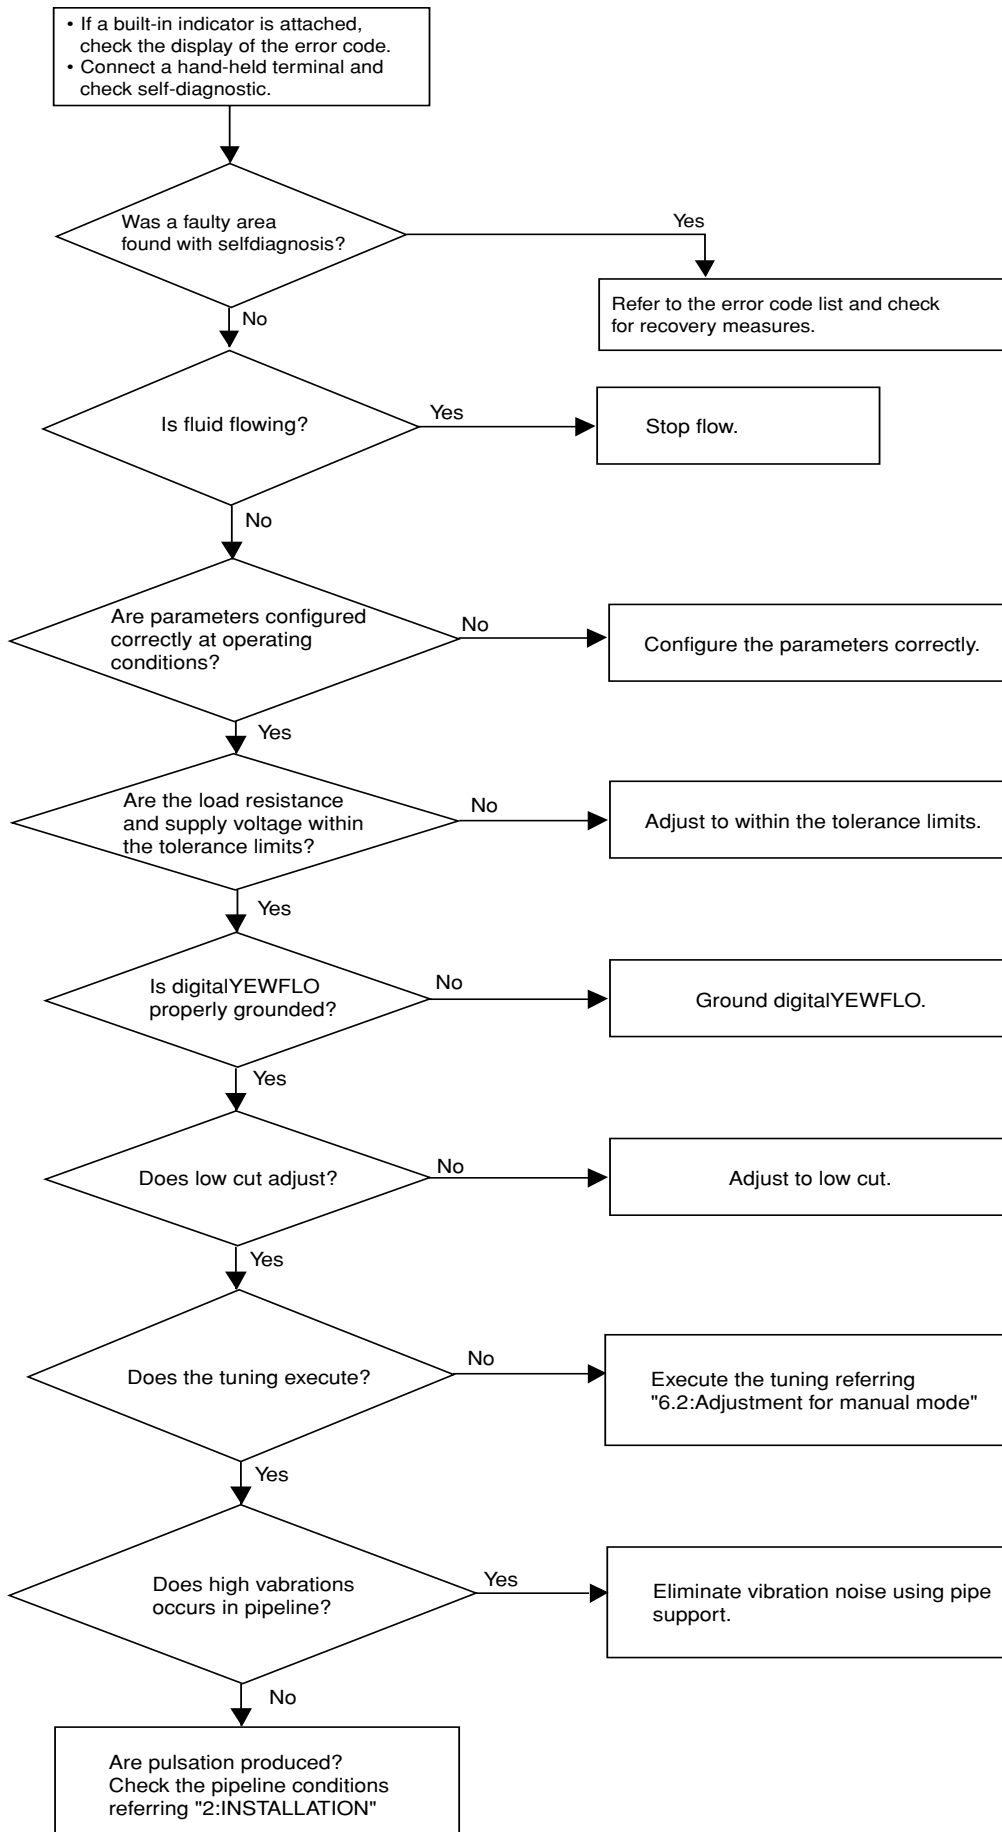 • If a built-in indicator is attached,
check the display of the error code.
• Connect a hand-held terminal and
check self-diagnostic.
Was a faulty area
found with selfdiagnosis?
Yes
Refer to the error code list and check
for recovery measures.
No
Is fluid flowing?
Yes
Stop flow.
No
Are parameters configured
correctly at operating
conditions?
No
Configure the parameters correctly.
Yes
Are the load resistance
and supply voltage within
the tolerance limits?
No
Adjust to within the tolerance limits.
Yes
Is digitalYEWFLO
properly grounded?
No
Ground digitalYEWFLO.
Yes
Does low cut adjust?
No
Adjust to low cut.
Yes
Does the tuning execute?
No
Execute the tuning referring
"6.2:Adjustment for manual mode"
Yes
Does high vabrations
occurs in pipeline?
Yes
Eliminate vibration noise using pipe
support.
No
Are pulsation produced?
Check the pipeline conditions
referring "2:INSTALLATION"